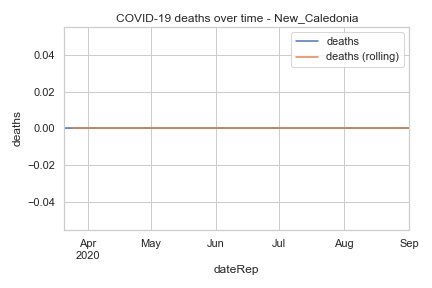 COVID-19 deaths over time - New_Caledonia
deaths
deaths (rolling)
0.04
0.02
0.00
−0.02
−0.04
deaths
Apr
2020
May
Jun
Jul
Aug
Sep
dateRep